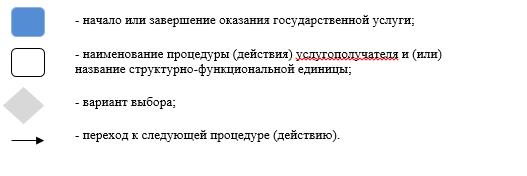 - начало или завершение оказания государственной услуги;
- наименование процедуры (действия) услугополучателя и (или)
название структурно-функциональной единицы;
- вариант выбора;
- переход к следующей процедуре (действию).